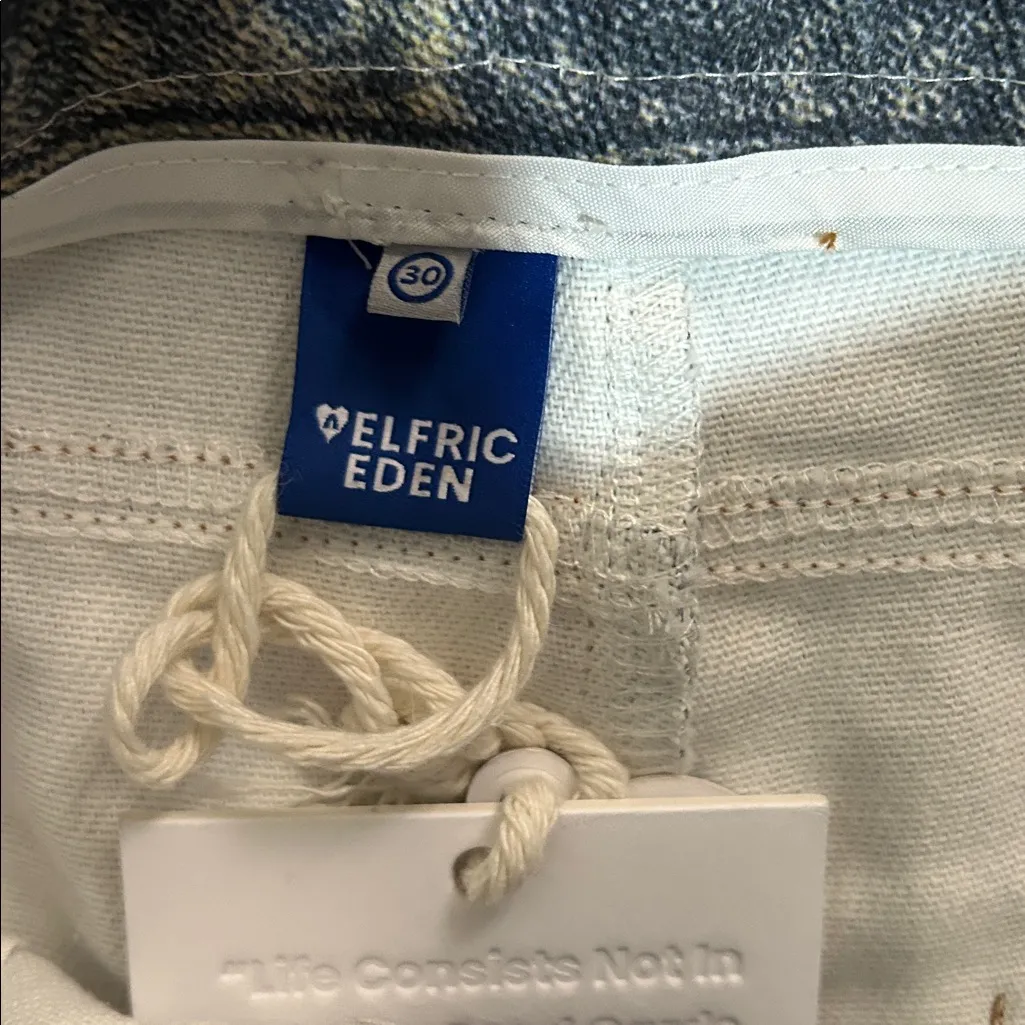 30
ELFRIC
EDEN
"Life Consists Not In